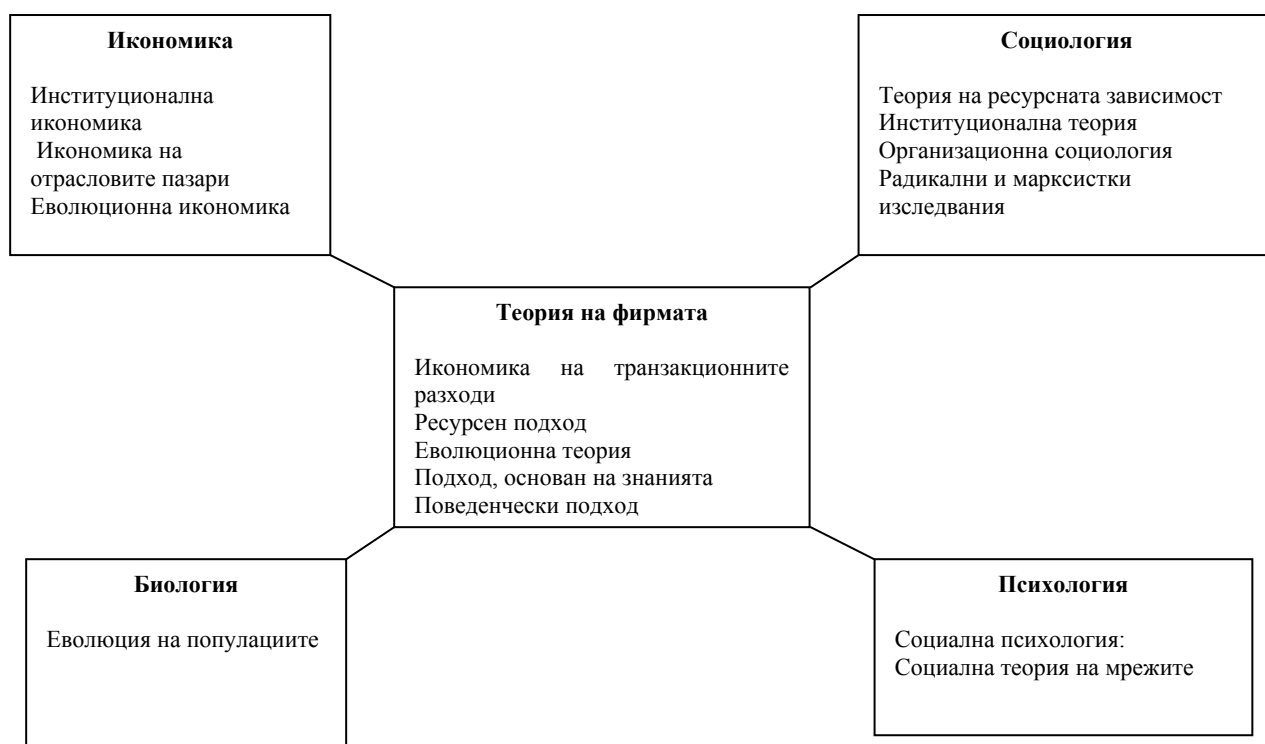 Икономика
Институционална
икономика
Икономика на
отрасловите пазари
Еволюционна икономика
Социология
Теория на ресурсната зависимост
Институционална теория
Организационна социология
Радикални и марксистки
изследвания
Теория на фирмата
Икономика на транзакционните
разходи
Ресурсен подход
Еволюционна теория
Подход, основан на знанията
Поведенчески подход
Биология
Еволюция на популациите
Психология
Социална психология:
Социална теория на мрежите